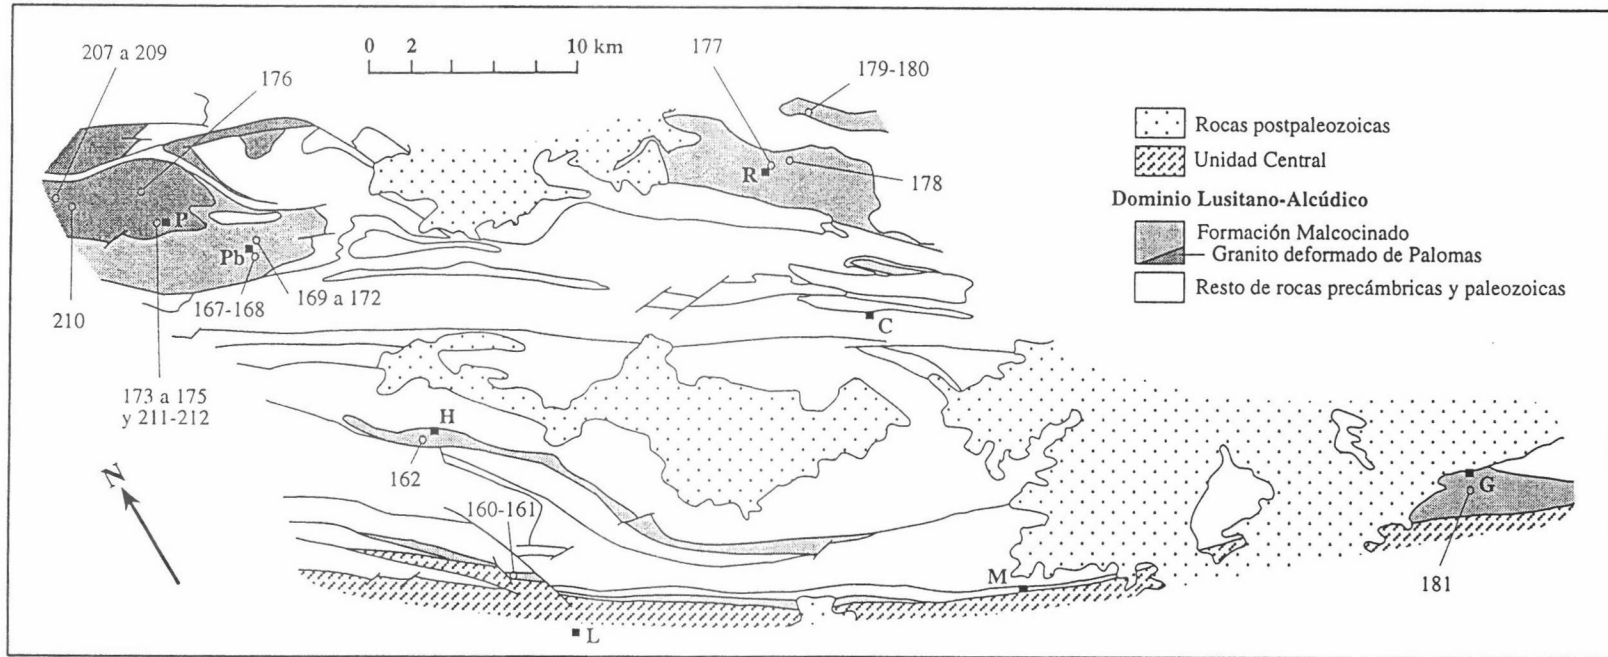 207 a 209
176
0 2 10 km
177
179-180
178
R
P
Pb
169 a 172
167-168
210
173 a 175
y 211-212
C
H
162
160-161
N
M
L
G
181
Rocas postpaleozoicas
Unidad Central
Dominio Lusitano-Alcúdico
Formación Malcocinado
Granito deformado de Palomas
Resto de rocas precámbricas y paleozoicas